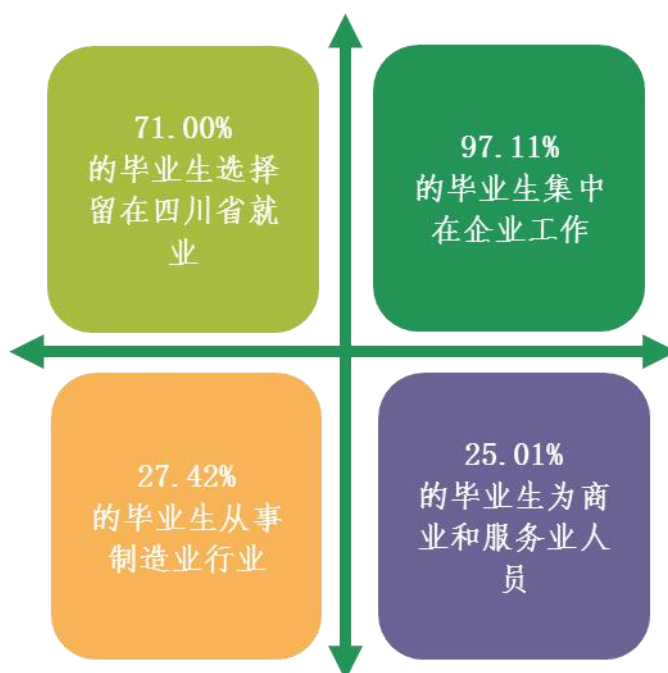 71.00%
的毕业生选择
留在四川省就
业
97.11%
的毕业生集中
在企业工作
27.42%
的毕业生从事
制造业行业
25.01%
的毕业生为商
业和服务业人
员